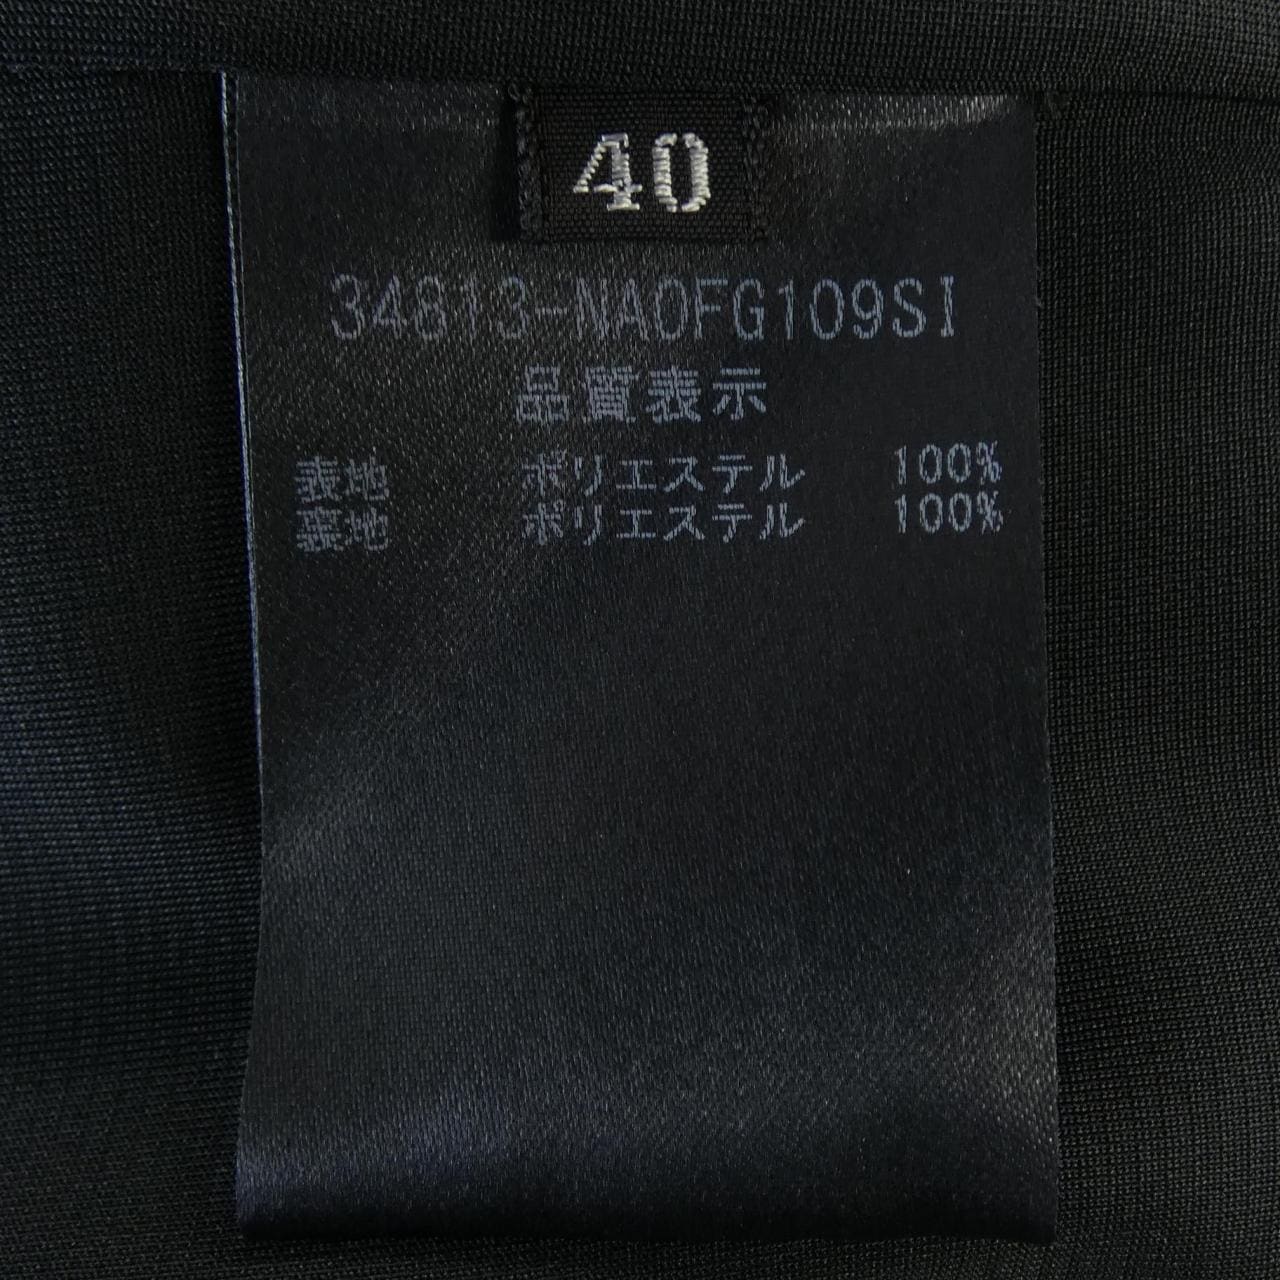 40
34813-NA0FG109SI
品質表示
表地 ポリエステル 100%
裏地 ポリエステル 100%